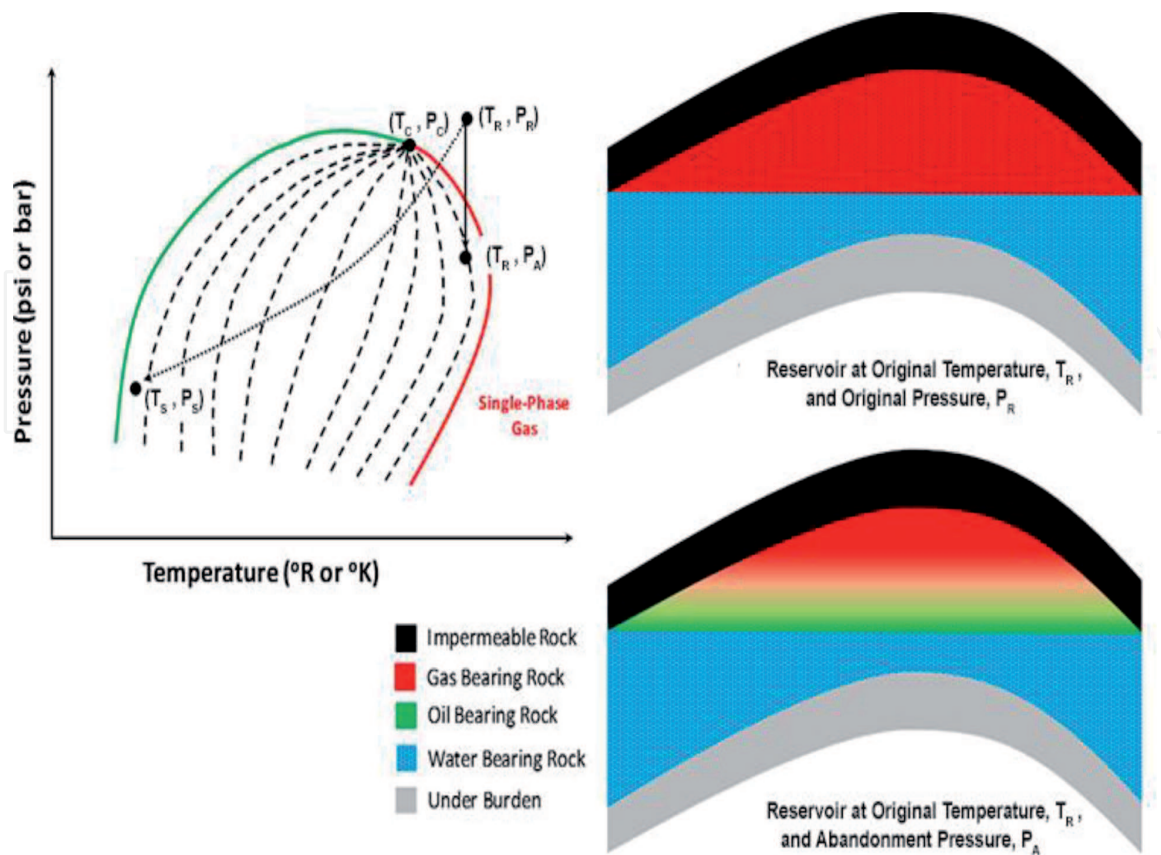 Pressure (psi or bar)
(T_C , P_C)
(T_R , P_R)
(T_R , P_A)
(T_S , P_S)
Single-Phase
Gas
Temperature (ºR or ºK)
Impermeable Rock
Gas Bearing Rock
Oil Bearing Rock
Water Bearing Rock
Under Burden
Reservoir at Original Temperature, T_R ,
and Original Pressure, P_R
Reservoir at Original Temperature, T_R ,
and Abandonment Pressure, P_A